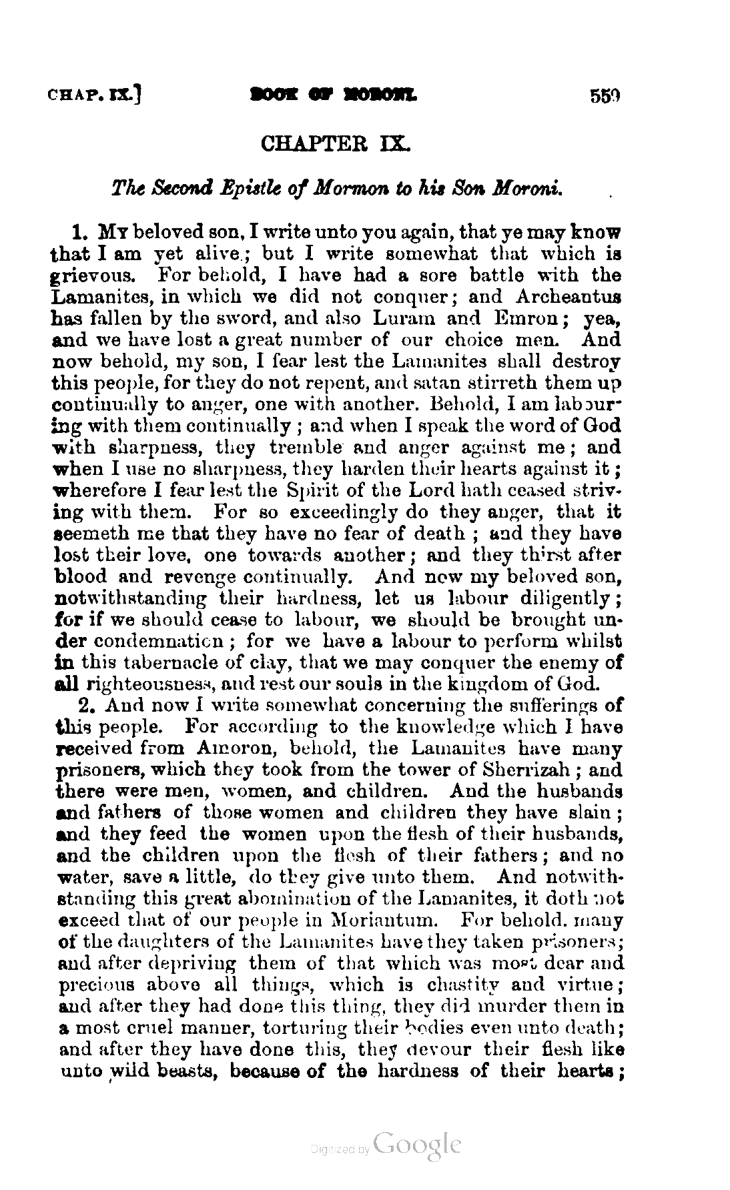 CHAP. IX.] BOOK OF MORONI. 559
CHAPTER IX.
The Second Epistle of Mormon to his Son Moroni.
1. MY beloved son, I write unto you again, that ye may know
that I am yet alive; but I write somewhat that which is
grievous. For behold, I have had a sore battle with the
Lamanites, in which we did not conquer; and Archeantus
has fallen by the sword, and also Luram and Emron; yea,
and we have lost a great number of our choice men. And
now behold, my son, I fear lest the Lamanites shall destroy
this people, for they do not repent, and satan stirreth them up
continually to anger, one with another. Behold, I am labour-
ing with them continually; and when I speak the word of God
with sharpness, they tremble and anger against me; and
when I use no sharpness, they harden their hearts against it;
wherefore I fear lest the Spirit of the Lord hath ceased striv-
ing with them. For so exceedingly do they anger, that it
seemeth me that they have no fear of death; and they have
lost their love, one towards another; and they thirst after
blood and revenge continually. And now my beloved son,
notwithstanding their hardness, let us labour diligently;
for if we should cease to labour, we should be brought un-
der condemnation; for we have a labour to perform whilst
in this tabernacle of clay, that we may conquer the enemy of
all righteousness, and rest our souls in the kingdom of God.
2. And now I write somewhat concerning the sufferings of
this people. For according to the knowledge which I have
received from Amoron, behold, the Lamanites have many
prisoners, which they took from the tower of Sherrizah; and
there were men, women, and children. And the husbands
and fathers of those women and children they have slain;
and they feed the women upon the flesh of their husbands,
and the children upon the flesh of their fathers; and no
water, save a little, do they give unto them. And notwith-
standing this great abomination of the Lamanites, it doth not
exceed that of our people in Moriantum. For behold, many
of the daughters of the Lamanites have they taken prisoners;
and after depriving them of that which was most dear and
precious above all things, which is chastity and virtue;
and after they had done this thing, they did murder them in
a most cruel manner, torturing their bodies even unto death;
and after they have done this, they devour their flesh like
unto wild beasts, because of the hardness of their hearts;
Digitized by Google